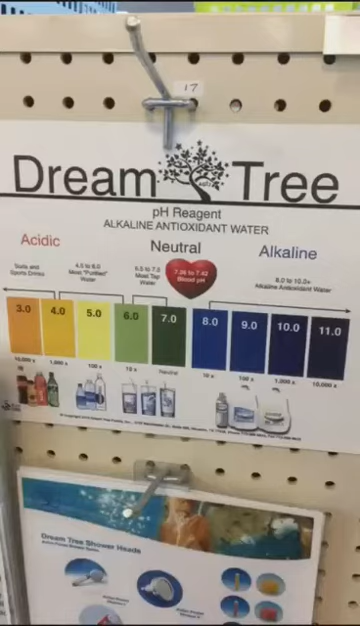 17
Dream Tree
pH Reagent
ALKALINE ANTIOXIDANT WATER
Acidic
Neutral
Alkaline
Soda and
Sports Drinks
4.0 to 6.0
Most "Purified"
Water
6.5 to 7.5
Most Tap
Water
7.36 to 7.42
Blood pH
8.0 to 10.0+
Alkaline Antioxidant Water
3.0 4.0 5.0 6.0 7.0 8.0 9.0 10.0 11.0
10,000 x 1,000 x 100 x 10 x Neutral 10 x 100 x 1,000 x 10,000 x
Dream Tree Shower Heads